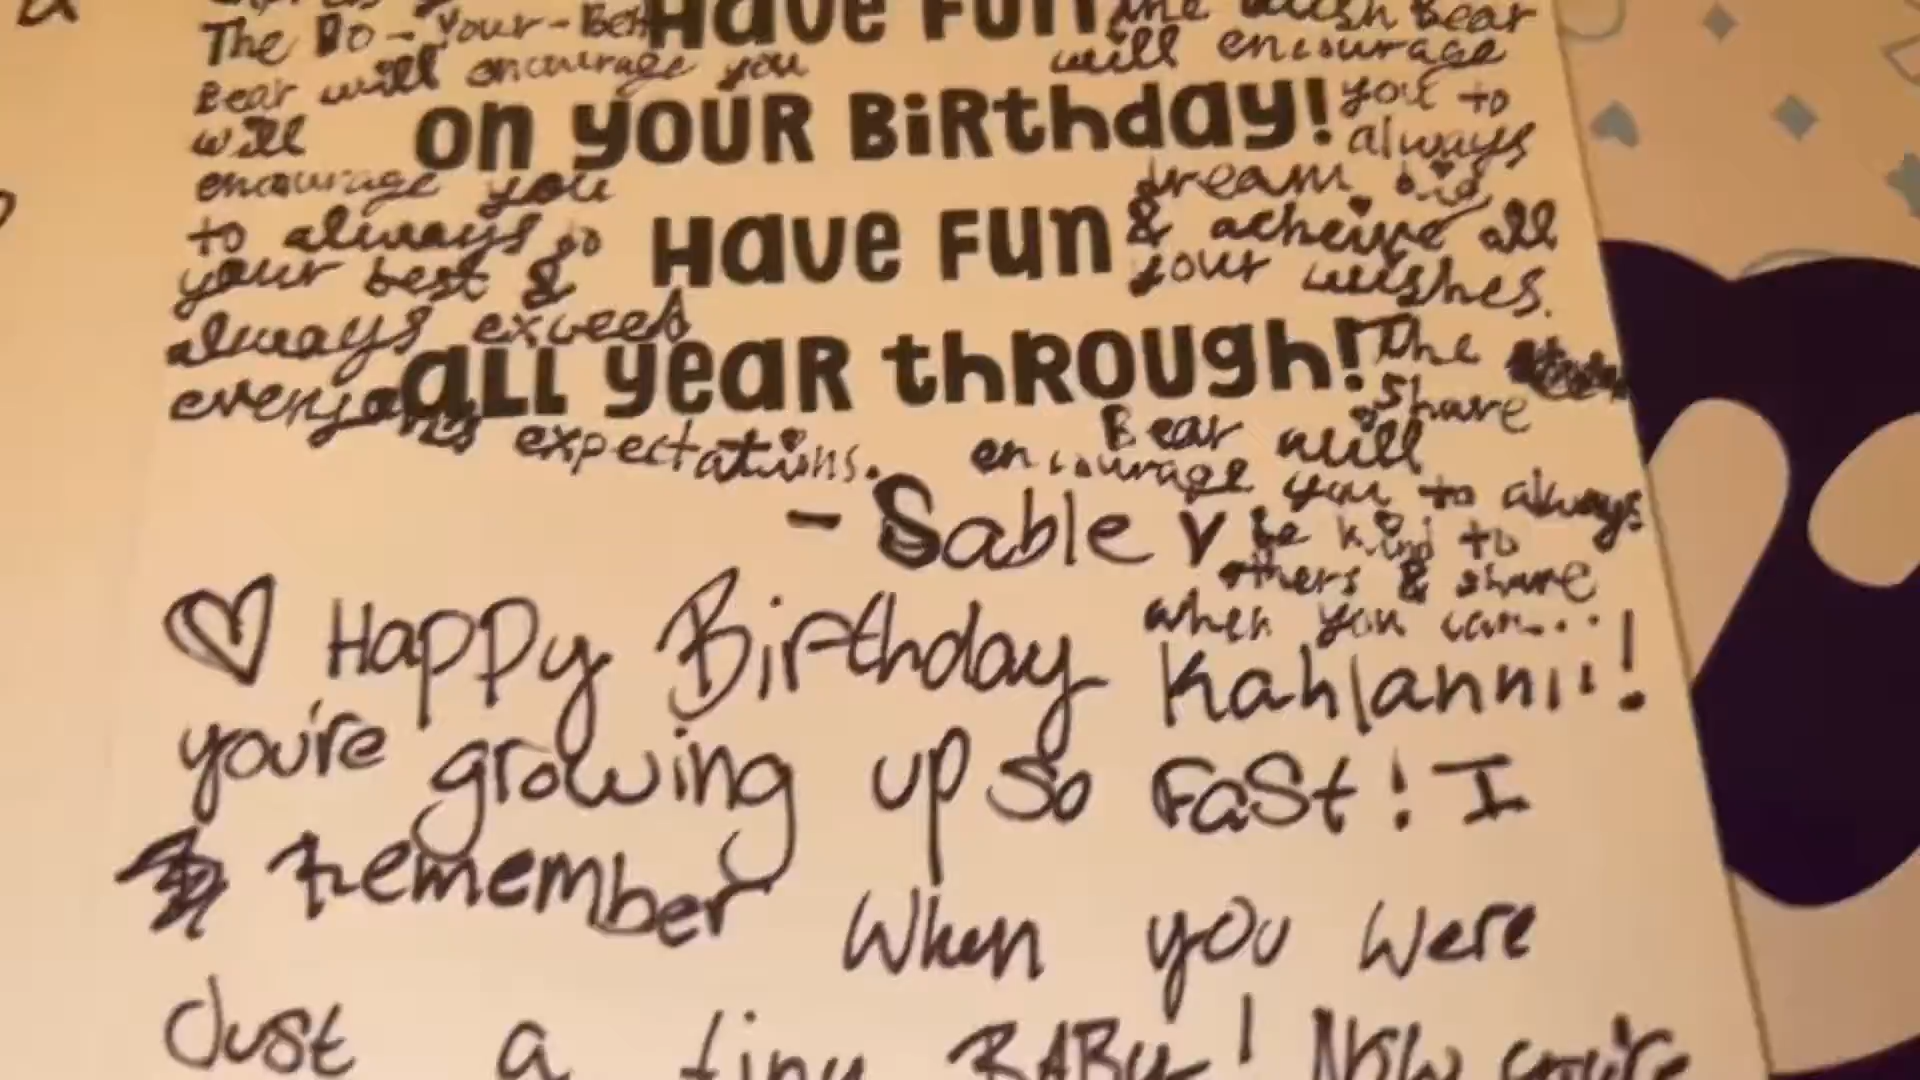 The Do-Your-Best
Bear will encourage you
will
encourage you
to always do
your best &
always exceed
everyone's expectations.
Have Fun
on your Birthday!
Have Fun
all year through!
the Wish Bear
will encourage
you to
always
dream big
& acheive all
your wishes.
The
Share
Bear will
encourage you to always
be kind to
others & share
when you can...
- Sable
Happy Birthday Kahlanni!
you're growing up so Fast! I
remember When you Were
Just a tiny BABY! Now you're